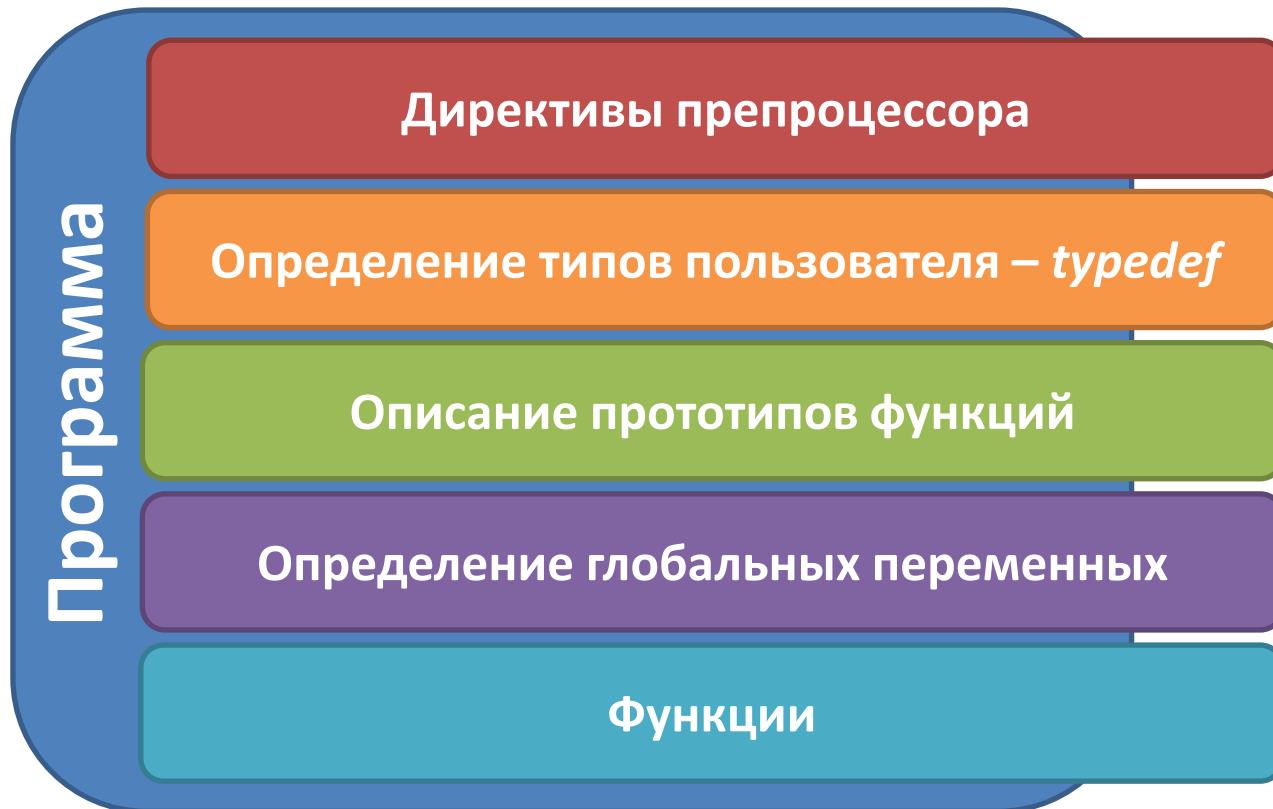 Программа
Директивы препроцессора
Определение типов пользователя – typedef
Описание прототипов функций
Определение глобальных переменных
Функции